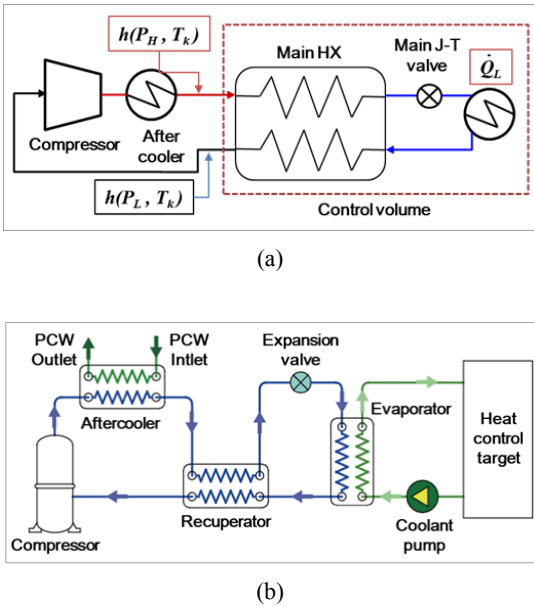 h(P_H , T_k)
Main HX
Main J-T
valve
Q̇_L
Compressor
After
cooler
h(P_L , T_k)
Control volume
(a)
PCW
Outlet
PCW
Intlet
Expansion
valve
Aftercooler
Evaporator
Heat
control
target
Recuperator
Compressor
Coolant
pump
(b)